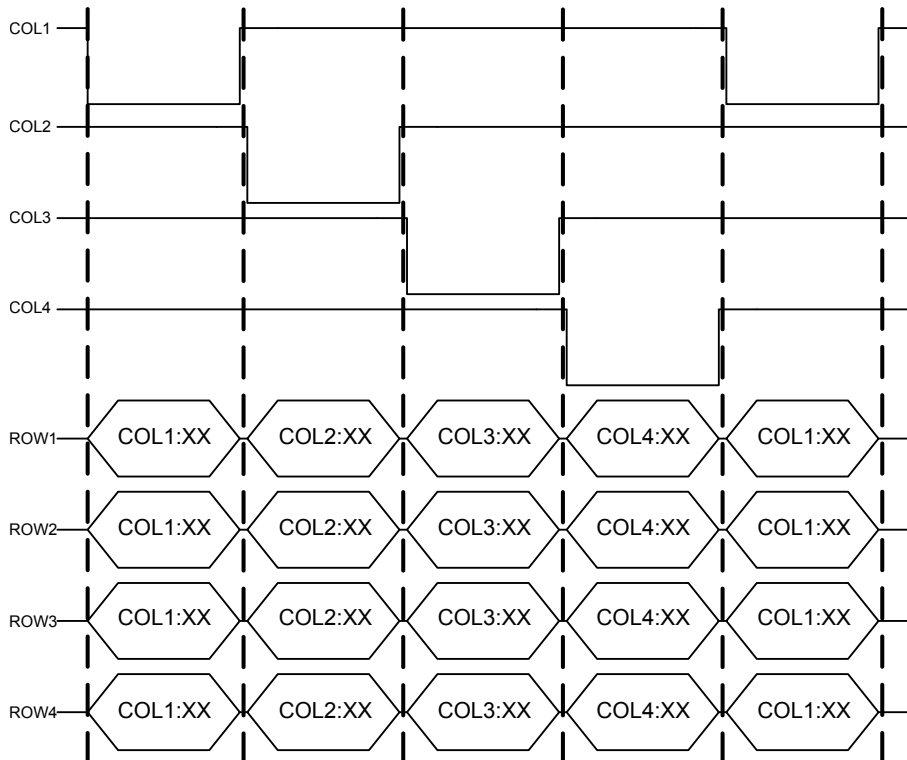 COL1
COL2
COL3
COL4
ROW1 COL1:XX COL2:XX COL3:XX COL4:XX COL1:XX
ROW2 COL1:XX COL2:XX COL3:XX COL4:XX COL1:XX
ROW3 COL1:XX COL2:XX COL3:XX COL4:XX COL1:XX
ROW4 COL1:XX COL2:XX COL3:XX COL4:XX COL1:XX